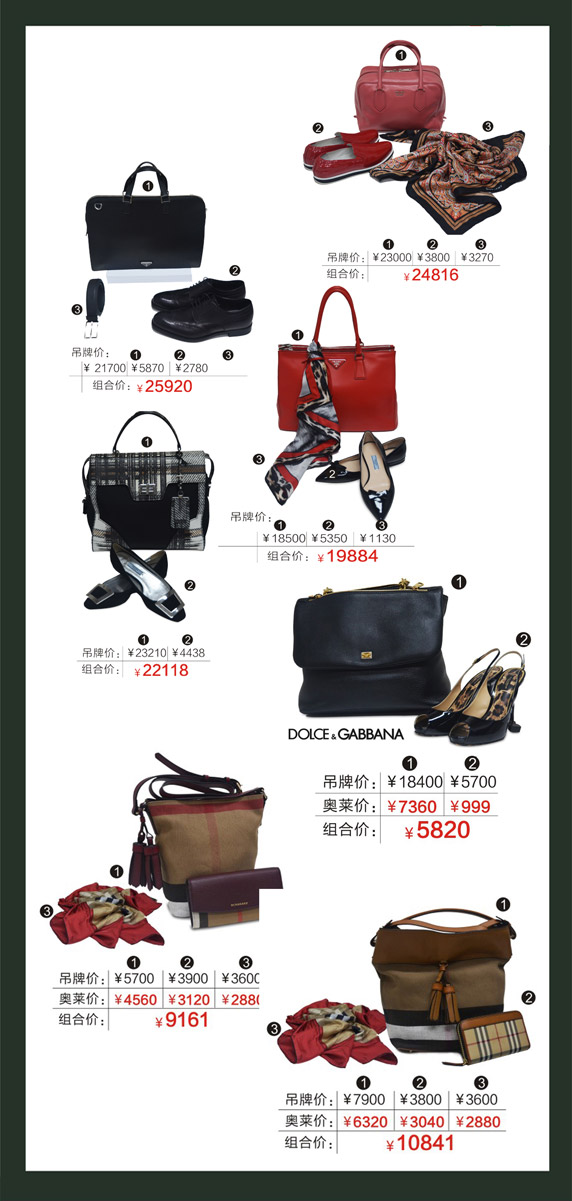 ❶
❷
❸
❶ ❷ ❸
吊牌价: ¥23000 ¥3800 ¥3270
组合价: ¥24816
❶
❷
❸
吊牌价: ❶ ❷ ❸
¥ 21700 ¥5870 ¥2780
组合价: ¥25920
❶
❷
❸
吊牌价:
❶ ❷ ❸
¥18500 ¥5350 ¥1130
组合价: ¥19884
❶
❷
❶ ❷
吊牌价: ¥23210 ¥4438
组合价: ¥22118
❶
❷
DOLCE & GABBANA
❶ ❷
吊牌价: ¥18400 ¥5700
奥莱价: ¥7360 ¥999
组合价: ¥5820
❶
❸
BURBERRY
❶ ❷ ❸
吊牌价: ¥5700 ¥3900 ¥3600
奥莱价: ¥4560 ¥3120 ¥2880
组合价: ¥9161
❶
❷
❸
❶ ❷ ❸
吊牌价: ¥7900 ¥3800 ¥3600
奥莱价: ¥6320 ¥3040 ¥2880
组合价: ¥10841